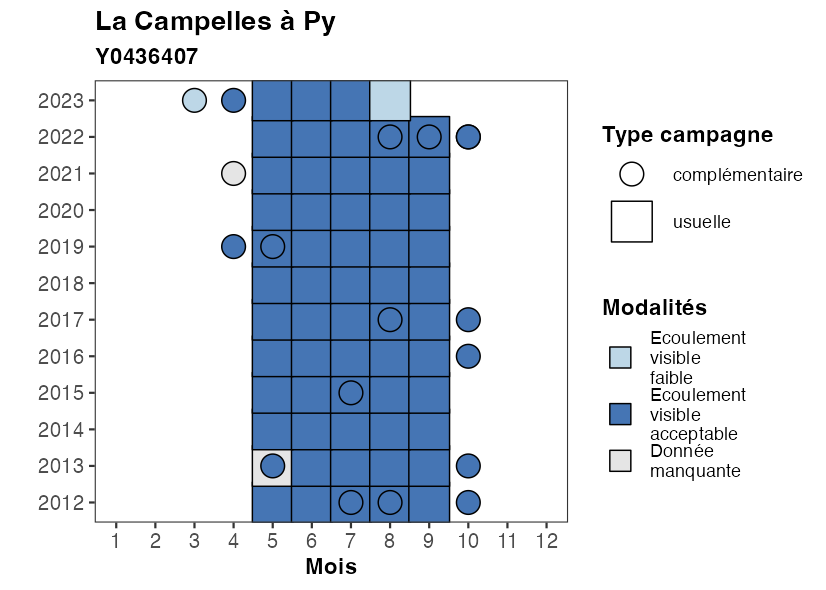 La Campelles à Py
Y0436407
2023
2022
2021
2020
2019
2018
2017
2016
2015
2014
2013
2012
1 2 3 4 5 6 7 8 9 10 11 12
Mois
Type campagne
complémentaire
usuelle
Modalités
Ecoulement
visible
faible
Ecoulement
visible
acceptable
Donnée
manquante